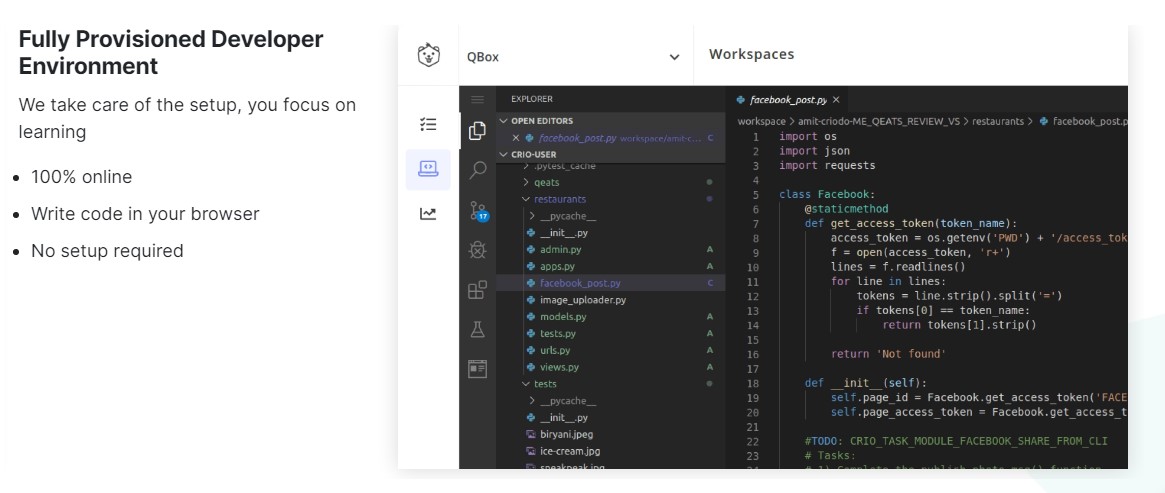 Fully Provisioned Developer
Environment
We take care of the setup, you focus on
learning
100% online
Write code in your browser
No setup required
QBox
Workspaces
EXPLORER
OPEN EDITORS
facebook_post.py workspace/amit-c... C
CRIO-USER
.pytest_cache
qeats
restaurants
__pycache__
__init__.py
admin.py A
apps.py A
facebook_post.py C
image_uploader.py
models.py A
tests.py A
urls.py A
views.py A
tests
__pycache__
__init__.py
biryani.jpeg
ice-cream.jpg
sneakpeak.jpg
17
facebook_post.py
workspace > amit-criodo-ME_QEATS_REVIEW_VS > restaurants > facebook_post.p
1 import os
2 import json
3 import requests
4
5 class Facebook:
6 @staticmethod
7 def get_access_token(token_name):
8 access_token = os.getenv('PWD') + '/access_tok
9 f = open(access_token, 'r+')
10 lines = f.readlines()
11 for line in lines:
12 tokens = line.strip().split('=')
13 if tokens[0] == token_name:
14 return tokens[1].strip()
15
16 return 'Not found'
17
18 def __init__(self):
19 self.page_id = Facebook.get_access_token('FACE
20 self.page_access_token = Facebook.get_access_t
21
22 #TODO: CRIO_TASK_MODULE_FACEBOOK_SHARE_FROM_CLI
23 # Tasks: